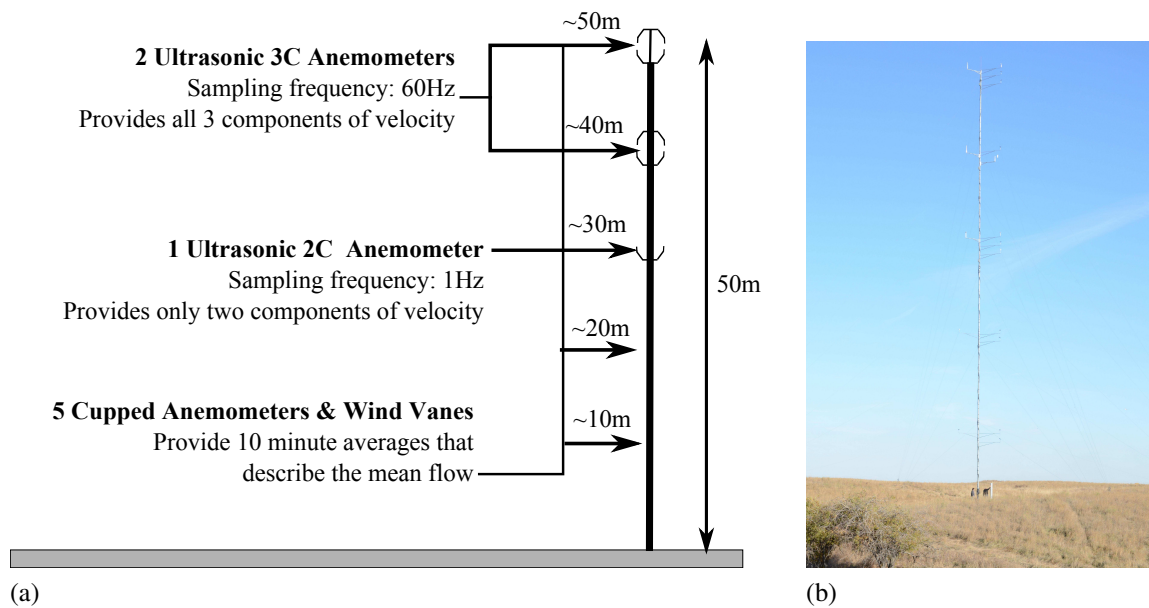 ~50m
2 Ultrasonic 3C Anemometers
Sampling frequency: 60Hz
Provides all 3 components of velocity
~40m
~30m
1 Ultrasonic 2C Anemometer
Sampling frequency: 1Hz
Provides only two components of velocity
50m
~20m
5 Cupped Anemometers & Wind Vanes
Provide 10 minute averages that
describe the mean flow
~10m
(a)
(b)